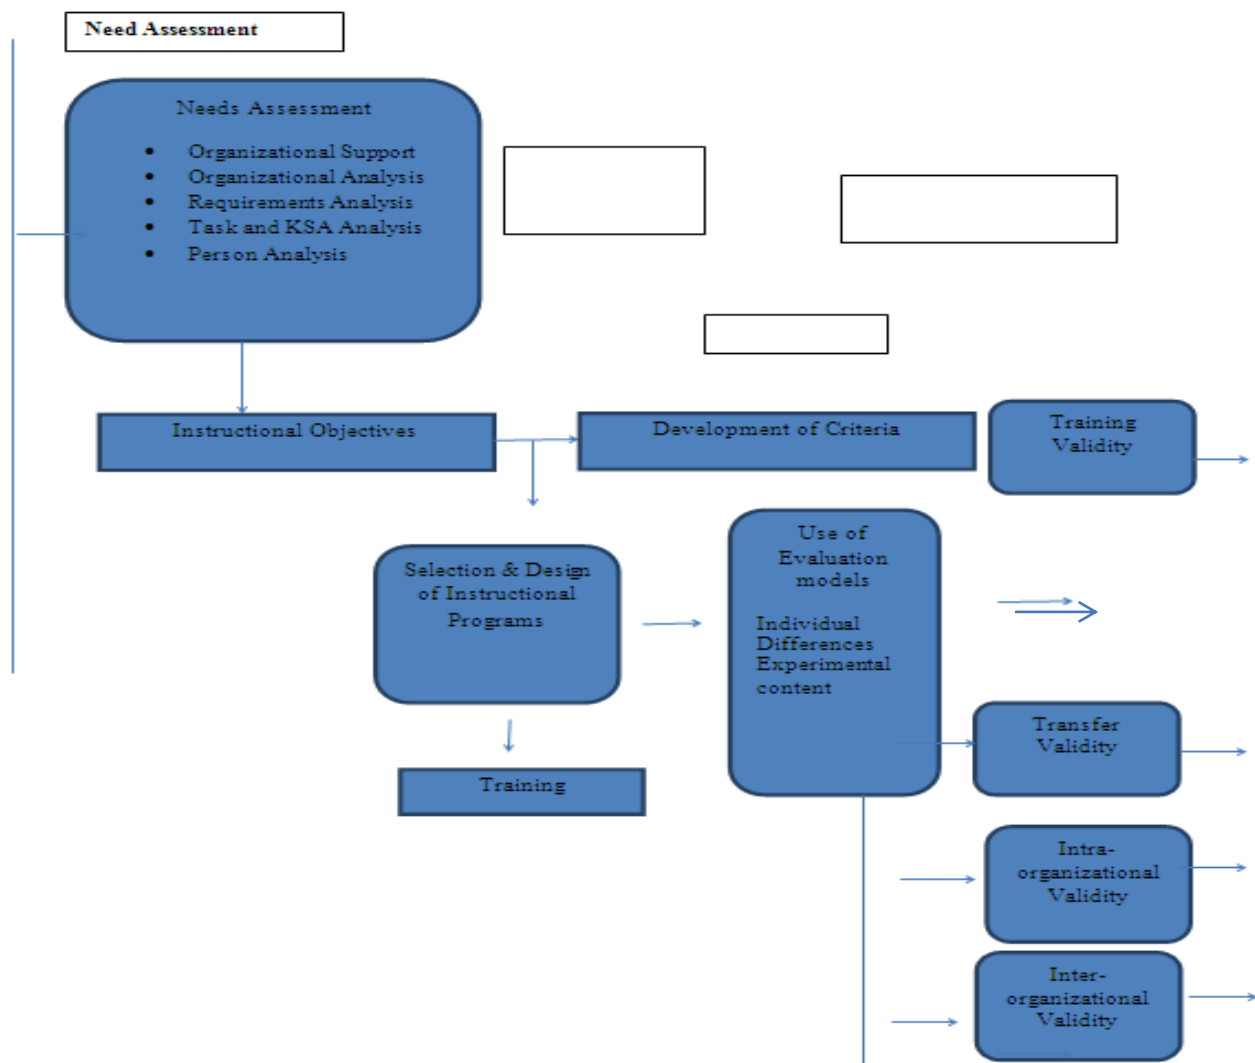 Need Assessment
Needs Assessment
• Organizational Support
• Organizational Analysis
• Requirements Analysis
• Task and KSA Analysis
• Person Analysis
Instructional Objectives
Development of Criteria
Training
Validity
Selection & Design
of Instructional
Programs
Use of
Evaluation
models
Individual
Differences
Experimental
content
Training
Transfer
Validity
Intra-
organizational
Validity
Inter-
organizational
Validity